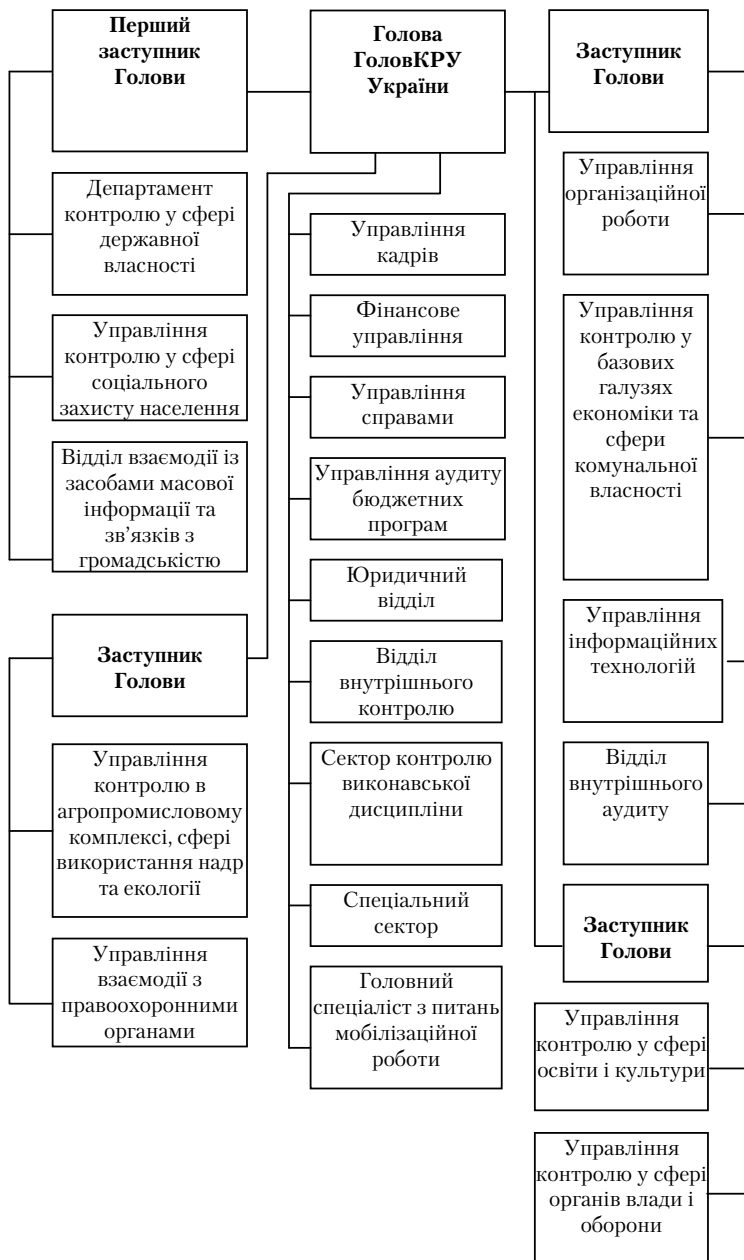 Перший
заступник
Голови
Департамент
контролю у сфері
державної
власності
Управління
контролю у сфері
соціального
захисту населення
Відділ взаємодії із
засобами масової
інформації та
зв’язків з
громадськістю
Заступник
Голови
Управління
контролю в
агропромисловому
комплексі, сфері
використання надр
та екології
Управління
взаємодії з
правоохоронними
органами
Голова
ГоловКРУ
України
Управління
кадрів
Фінансове
управління
Управління
справами
Управління аудиту
бюджетних
програм
Юридичний
відділ
Відділ
внутрішнього
контролю
Сектор контролю
виконавської
дисципліни
Спеціальний
сектор
Головний
спеціаліст з питань
мобілізаційної
роботи
Заступник
Голови
Управління
організаційної
роботи
Управління
контролю у
базових
галузях
економіки та
сфери
комунальної
власності
Управління
інформаційних
технологій
Відділ
внутрішнього
аудиту
Заступник
Голови
Управління
контролю у сфері
освіти і культури
Управління
контролю у сфері
органів влади і
оборони